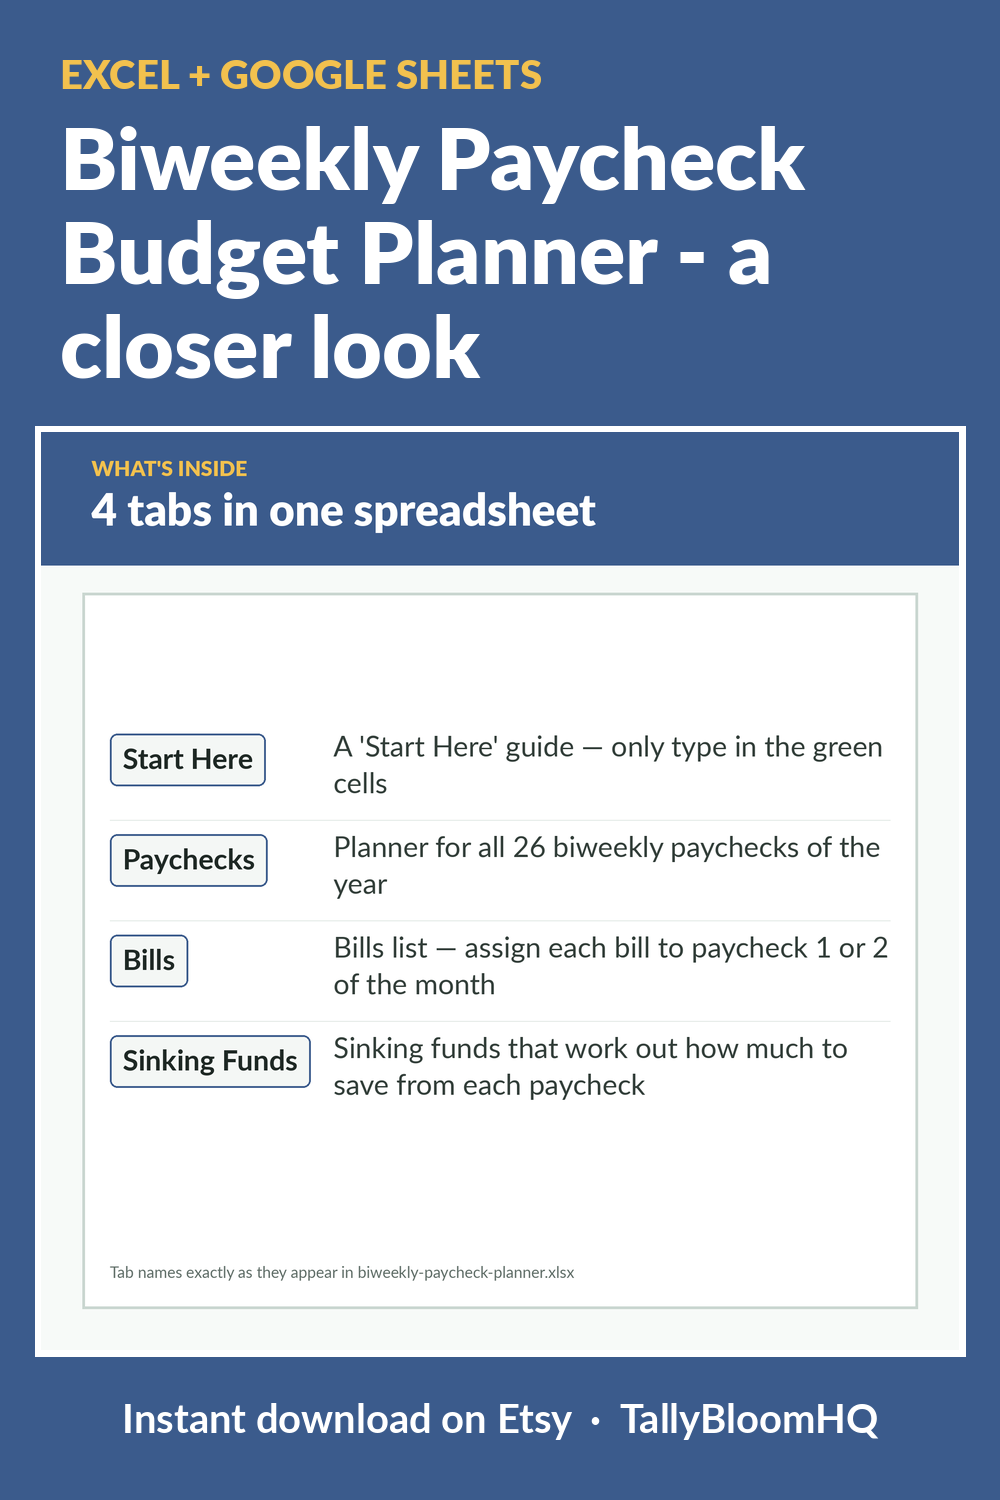 EXCEL + GOOGLE SHEETS
Biweekly Paycheck
Budget Planner - a
closer look
WHAT'S INSIDE
4 tabs in one spreadsheet
Start Here
A 'Start Here' guide — only type in the green
cells
Paychecks
Planner for all 26 biweekly paychecks of the
year
Bills
Bills list — assign each bill to paycheck 1 or 2
of the month
Sinking Funds
Sinking funds that work out how much to
save from each paycheck
Tab names exactly as they appear in biweekly-paycheck-planner.xlsx
Instant download on Etsy · TallyBloomHQ